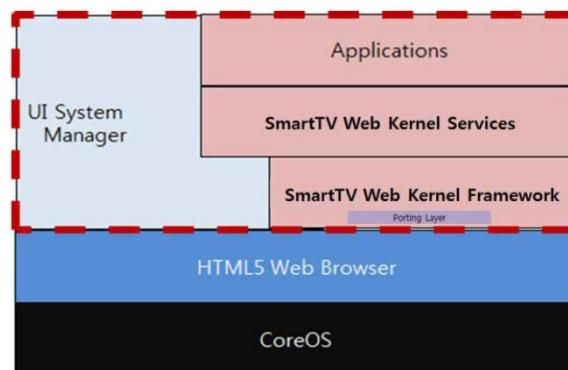 Applications
UI System
Manager
SmartTV Web Kernel Services
SmartTV Web Kernel Framework
Porting Layer
HTML5 Web Browser
CoreOS